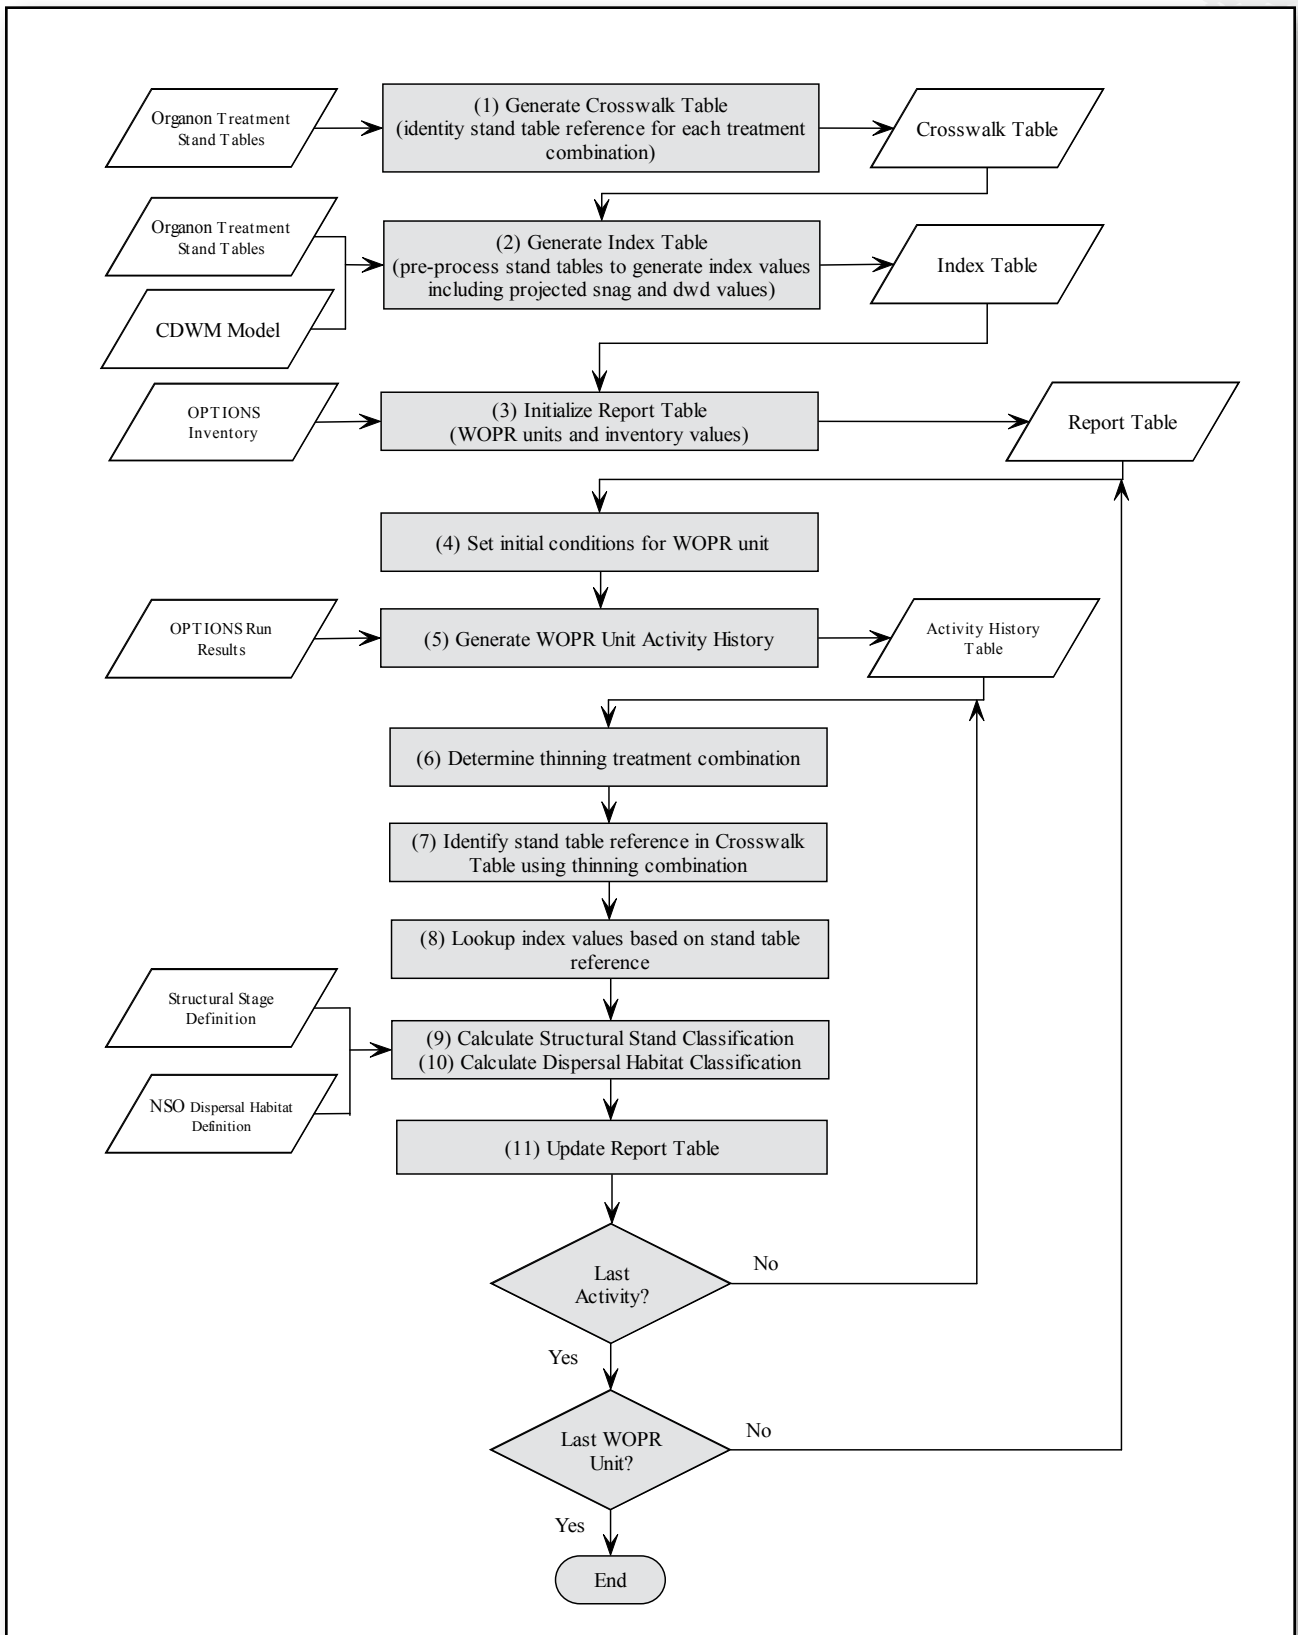 Organon Treatment
Stand Tables
(1) Generate Crosswalk Table
(identity stand table reference for each treatment
combination)
Crosswalk Table
Organon Treatment
Stand Tables
CDWM Model
(2) Generate Index Table
(pre-process stand tables to generate index values
including projected snag and dwd values)
Index Table
OPTIONS
Inventory
(3) Initialize Report Table
(WOPR units and inventory values)
Report Table
(4) Set initial conditions for WOPR unit
OPTIONS Run
Results
(5) Generate WOPR Unit Activity History
Activity History
Table
(6) Determine thinning treatment combination
(7) Identify stand table reference in Crosswalk
Table using thinning combination
(8) Lookup index values based on stand table
reference
Structural Stage
Definition
NSO Dispersal Habitat
Definition
(9) Calculate Structural Stand Classification
(10) Calculate Dispersal Habitat Classification
(11) Update Report Table
Last
Activity?
No
Yes
Last WOPR
Unit?
No
Yes
End